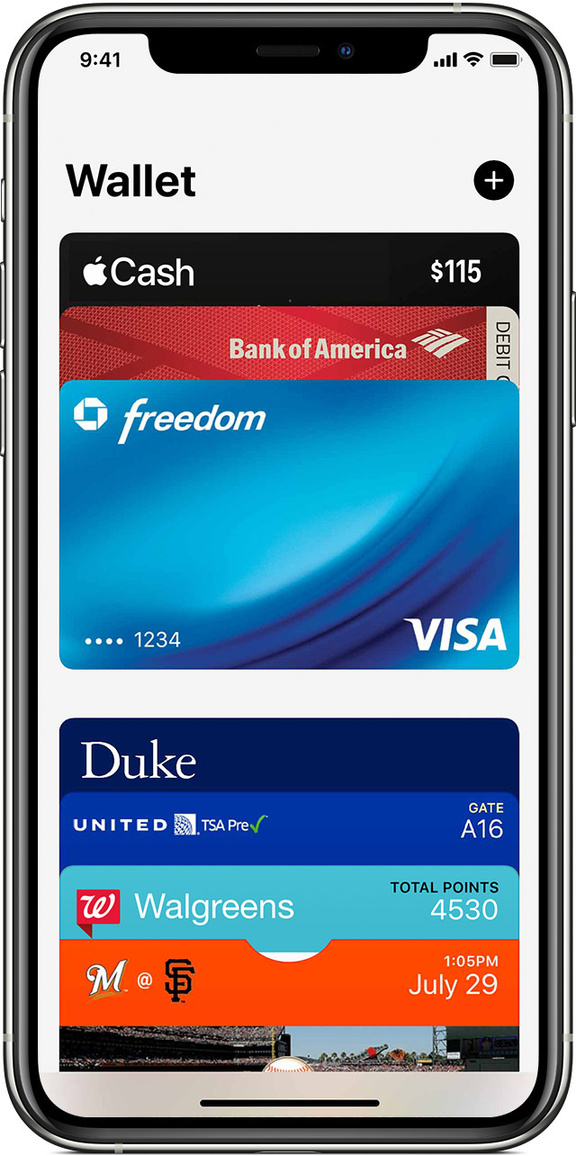 9:41
Wallet
Cash $115
Bank of America
DEBIT
freedom
•••• 1234 VISA
Duke
UNITED TSA Pre✓ GATE
A16
Walgreens TOTAL POINTS
4530
M @ SF 1:05PM
July 29